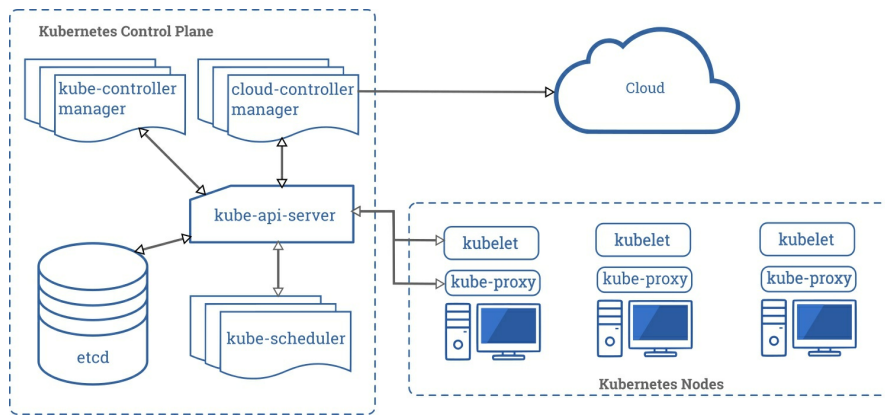 Kubernetes Control Plane
kube-controller
manager
cloud-controller
manager
Cloud
kube-api-server
etcd
kube-scheduler
kubelet
kube-proxy
kubelet
kube-proxy
kubelet
kube-proxy
Kubernetes Nodes